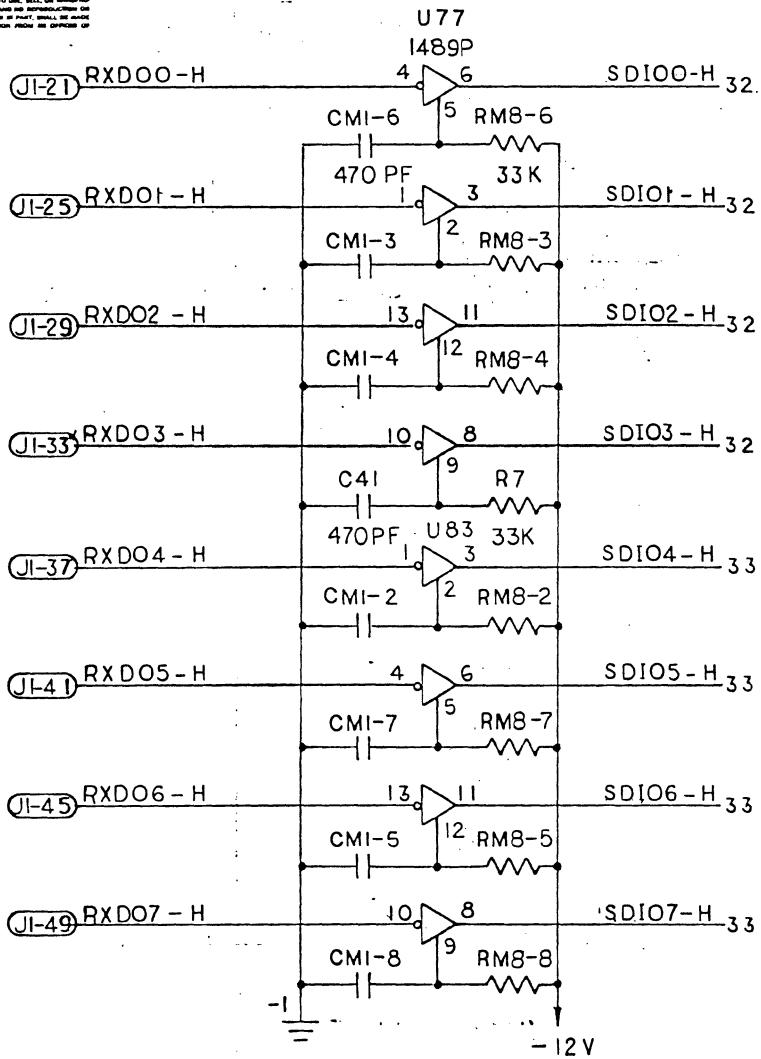 U77
1489P
J1-21 RXD00-H 4 6 SDI00-H 32
5
CM1-6 RM8-6
470 PF 33K
J1-25 RXD01-H 1 3 SDI01-H 32
2
CM1-3 RM8-3
J1-29 RXD02-H 13 11 SDI02-H 32
12
CM1-4 RM8-4
J1-33 RXD03-H 10 8 SDI03-H 32
9
C41 R7
470PF U83 33K
J1-37 RXD04-H 1 3 SDI04-H 33
2
CM1-2 RM8-2
J1-41 RXD05-H 4 6 SDI05-H 33
5
CM1-7 RM8-7
J1-45 RXD06-H 13 11 SDI06-H 33
12
CM1-5 RM8-5
J1-49 RXD07-H 10 8 SDI07-H 33
9
CM1-8 RM8-8
-1
-12V